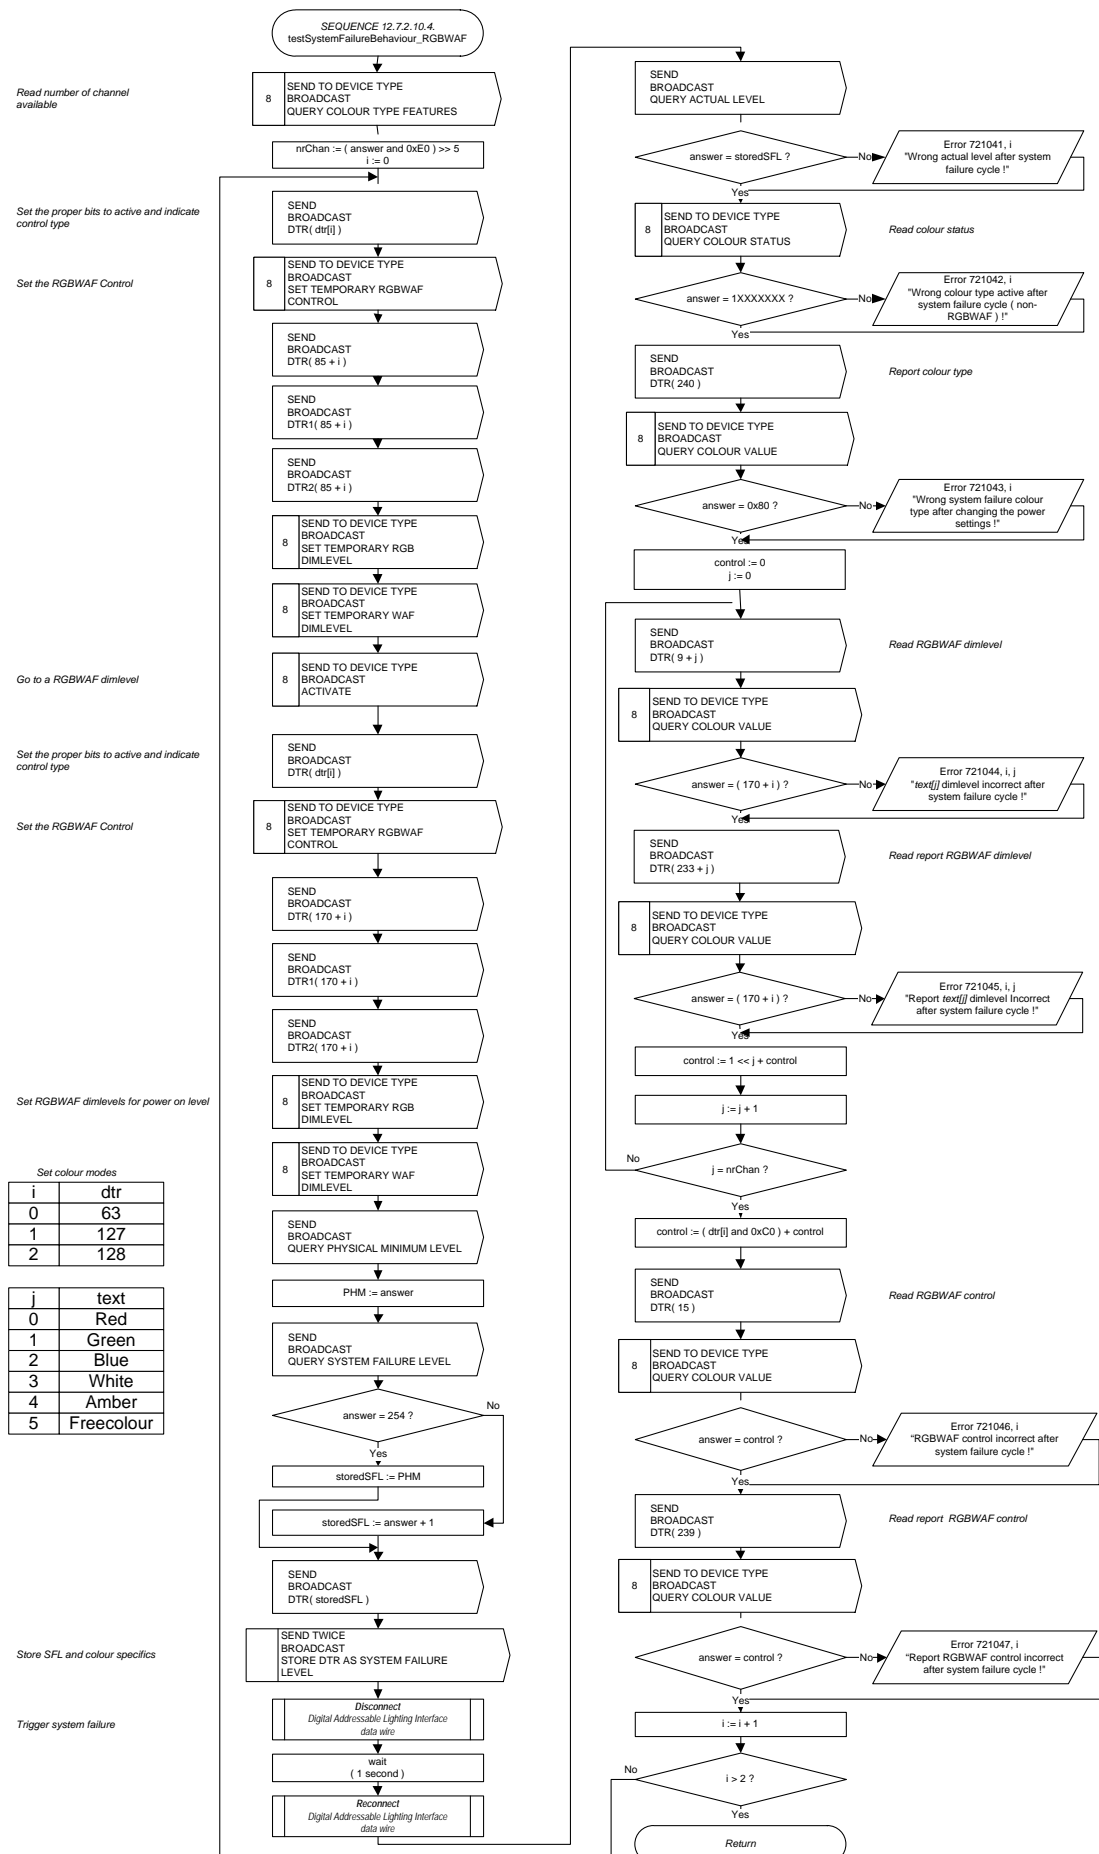 SEQUENCE 12.7.2.10.4.
testSystemFailureBehaviour_RGBWAF
Read number of channel
available
8
SEND TO DEVICE TYPE
BROADCAST
QUERY COLOUR TYPE FEATURES
nrChan := ( answer and 0xE0 ) >> 5
i := 0
Set the proper bits to active and indicate
control type
SEND
BROADCAST
DTR( dtr[i] )
Set the RGBWAF Control
8
SEND TO DEVICE TYPE
BROADCAST
SET TEMPORARY RGBWAF
CONTROL
SEND
BROADCAST
DTR( 85 + i )
SEND
BROADCAST
DTR1( 85 + i )
SEND
BROADCAST
DTR2( 85 + i )
8
SEND TO DEVICE TYPE
BROADCAST
SET TEMPORARY RGB
DIMLEVEL
8
SEND TO DEVICE TYPE
BROADCAST
SET TEMPORARY WAF
DIMLEVEL
Go to a RGBWAF dimlevel
8
SEND TO DEVICE TYPE
BROADCAST
ACTIVATE
Set the proper bits to active and indicate
control type
SEND
BROADCAST
DTR( dtr[i] )
Set the RGBWAF Control
8
SEND TO DEVICE TYPE
BROADCAST
SET TEMPORARY RGBWAF
CONTROL
SEND
BROADCAST
DTR( 170 + i )
SEND
BROADCAST
DTR1( 170 + i )
SEND
BROADCAST
DTR2( 170 + i )
Set RGBWAF dimlevels for power on level
8
SEND TO DEVICE TYPE
BROADCAST
SET TEMPORARY RGB
DIMLEVEL
8
SEND TO DEVICE TYPE
BROADCAST
SET TEMPORARY WAF
DIMLEVEL
Set colour modes
i dtr
0 63
1 127
2 128
j text
0 Red
1 Green
2 Blue
3 White
4 Amber
5 Freecolour
SEND
BROADCAST
QUERY PHYSICAL MINIMUM LEVEL
PHM := answer
SEND
BROADCAST
QUERY SYSTEM FAILURE LEVEL
answer = 254 ?
No
Yes
storedSFL := PHM
storedSFL := answer + 1
SEND
BROADCAST
DTR( storedSFL )
Store SFL and colour specifics
SEND TWICE
BROADCAST
STORE DTR AS SYSTEM FAILURE
LEVEL
Trigger system failure
Disconnect
Digital Addressable Lighting Interface
data wire
wait
( 1 second )
Reconnect
Digital Addressable Lighting Interface
data wire
SEND
BROADCAST
QUERY ACTUAL LEVEL
answer = storedSFL ?
No
Error 721041, i
"Wrong actual level after system
failure cycle !"
Yes
8
SEND TO DEVICE TYPE
BROADCAST
QUERY COLOUR STATUS
Read colour status
answer = 1XXXXXXX ?
No
Error 721042, i
"Wrong colour type active after
system failure cycle ( non-
RGBWAF ) !"
Yes
SEND
BROADCAST
DTR( 240 )
Report colour type
8
SEND TO DEVICE TYPE
BROADCAST
QUERY COLOUR VALUE
answer = 0x80 ?
No
Error 721043, i
"Wrong system failure colour
type after changing the power
settings !"
Yes
control := 0
j := 0
SEND
BROADCAST
DTR( 9 + j )
Read RGBWAF dimlevel
8
SEND TO DEVICE TYPE
BROADCAST
QUERY COLOUR VALUE
answer = ( 170 + i ) ?
No
Error 721044, i, j
"text[j] dimlevel incorrect after
system failure cycle !"
Yes
SEND
BROADCAST
DTR( 233 + j )
Read report RGBWAF dimlevel
8
SEND TO DEVICE TYPE
BROADCAST
QUERY COLOUR VALUE
answer = ( 170 + i ) ?
No
Error 721045, i, j
"Report text[j] dimlevel Incorrect
after system failure cycle !"
Yes
control := 1 << j + control
j := j + 1
No
j = nrChan ?
Yes
control := ( dtr[i] and 0xC0 ) + control
SEND
BROADCAST
DTR( 15 )
Read RGBWAF control
8
SEND TO DEVICE TYPE
BROADCAST
QUERY COLOUR VALUE
answer = control ?
No
Error 721046, i
“RGBWAF control incorrect after
system failure cycle !"
Yes
SEND
BROADCAST
DTR( 239 )
Read report RGBWAF control
8
SEND TO DEVICE TYPE
BROADCAST
QUERY COLOUR VALUE
answer = control ?
No
Error 721047, i
“Report RGBWAF control incorrect
after system failure cycle !"
Yes
i := i + 1
No
i > 2 ?
Yes
Return